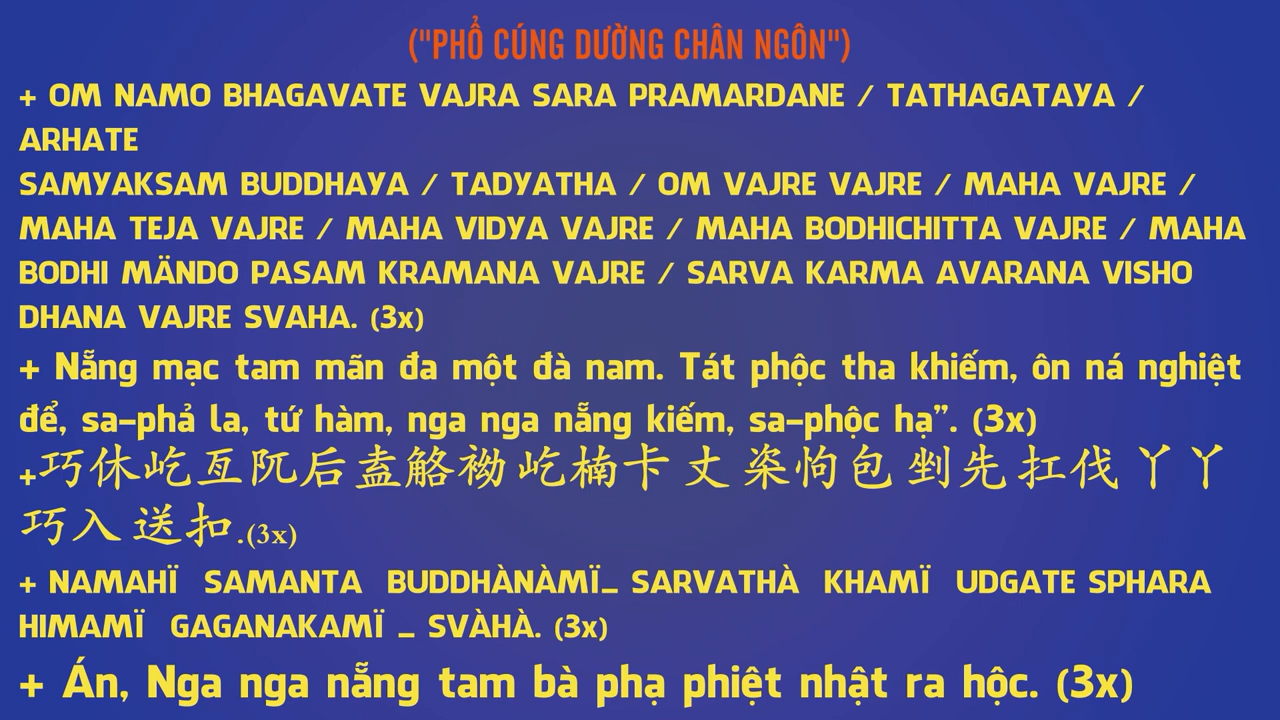 ("PHỔ CÚNG DƯỜNG CHÂN NGÔN")
+ OM NAMO BHAGAVATE VAJRA SARA PRAMARDANE / TATHAGATAYA /
ARHATE
SAMYAKSAM BUDDHAYA / TADYATHA / OM VAJRE VAJRE / MAHA VAJRE /
MAHA TEJA VAJRE / MAHA VIDYA VAJRE / MAHA BODHICHITTA VAJRE / MAHA
BODHI MÄNDO PASAM KRAMANA VAJRE / SARVA KARMA AVARANA VISHO
DHANA VAJRE SVAHA. (3x)
+ Nẵng mạc tam mãn đa một đà nam. Tát phộc tha khiếm, ôn ná nghiệt
để, sa-phả la, tứ hàm, nga nga nẵng kiếm, sa-phộc hạ”. (3x)
+巧休屹亙阢后盍觡袎屹楠卡丈桼怐包剉先扛伐丫丫
巧入送扣.(3x)
+ NAMAHÏ SAMANTA BUDDHÀNÀMÏ_ SARVATHÀ KHAMÏ UDGATE SPHARA
HIMAMÏ GAGANAKAMÏ _ SVÀHÀ. (3x)
+ Án, Nga nga nẵng tam bà phạ phiệt nhật ra hộc. (3x)